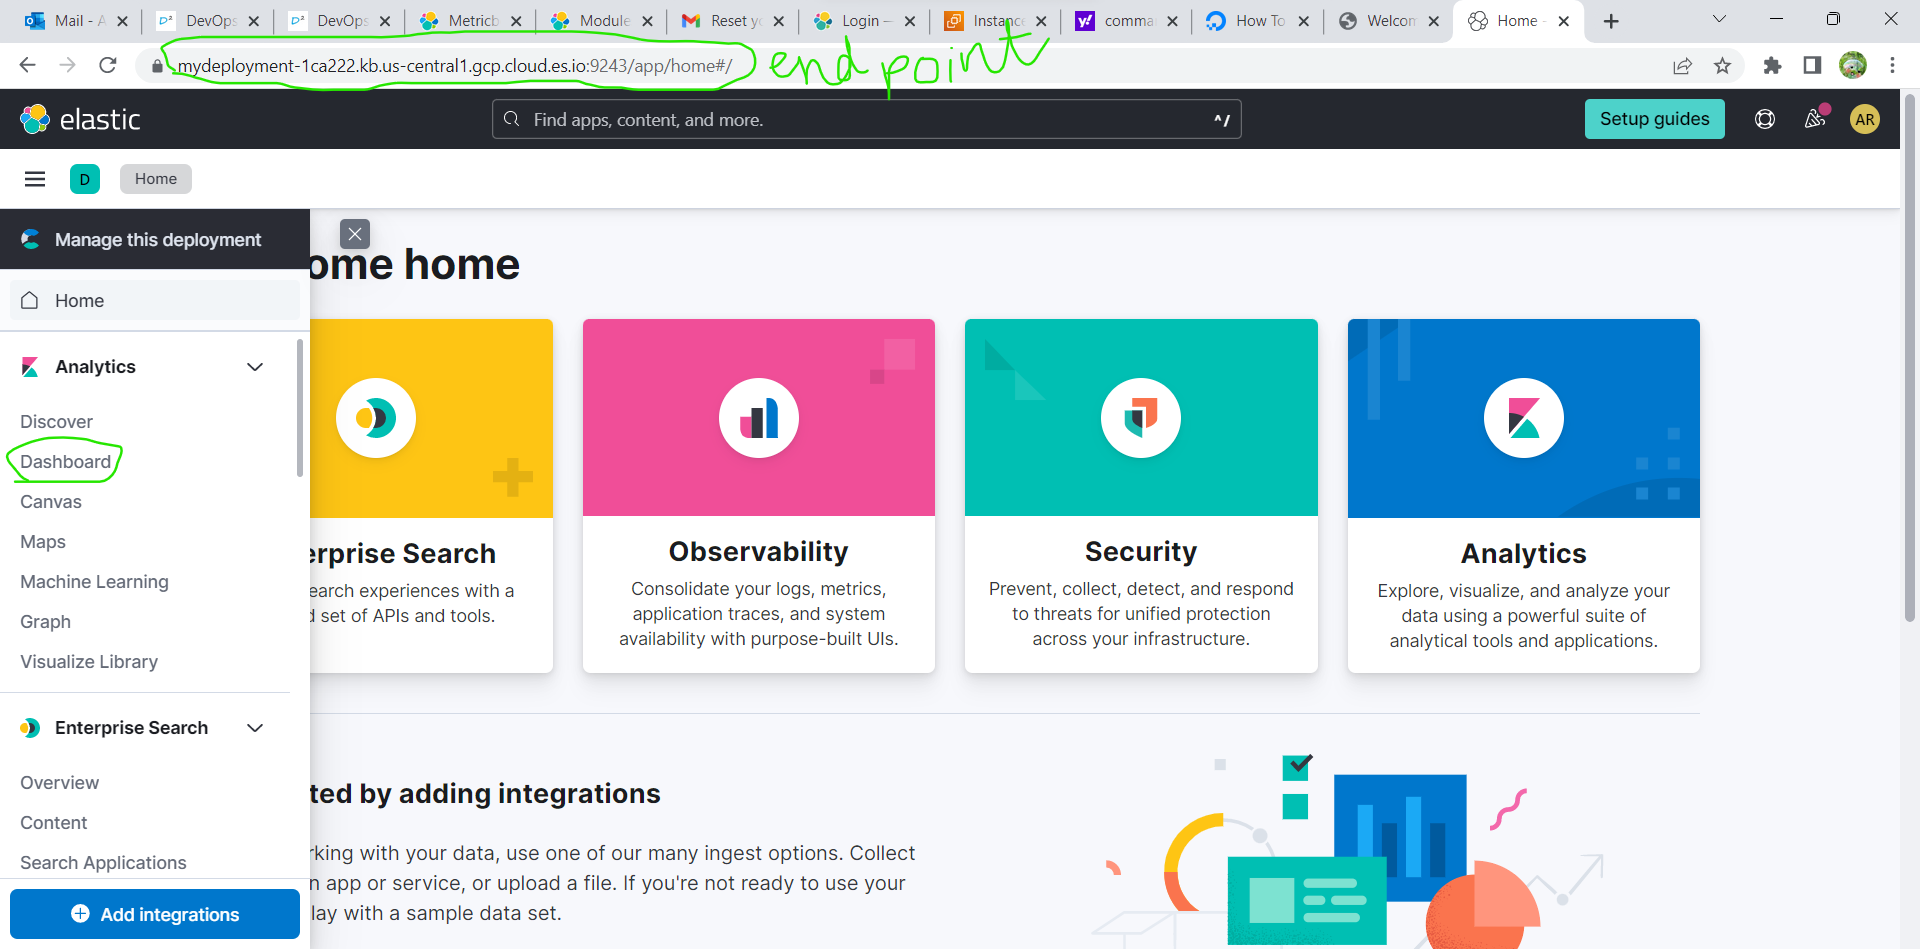 Mail - A
DevOps
DevOps
Metricb
Module
Reset yo
Login —
Instance
comma
How To
Welcom
Home -
mydeployment-1ca222.kb.us-central1.gcp.cloud.es.io:9243/app/home#/
endpoint
elastic
Find apps, content, and more.
^/
Setup guides
AR
D
Home
Manage this deployment
ome home
Home
Analytics
Discover
Dashboard
Canvas
Maps
Machine Learning
Graph
Visualize Library
erprise Search
earch experiences with a
d set of APIs and tools.
Observability
Consolidate your logs, metrics,
application traces, and system
availability with purpose-built UIs.
Security
Prevent, collect, detect, and respond
to threats for unified protection
across your infrastructure.
Analytics
Explore, visualize, and analyze your
data using a powerful suite of
analytical tools and applications.
Enterprise Search
Overview
Content
Search Applications
Add integrations
ted by adding integrations
rking with your data, use one of our many ingest options. Collect
n app or service, or upload a file. If you're not ready to use your
lay with a sample data set.